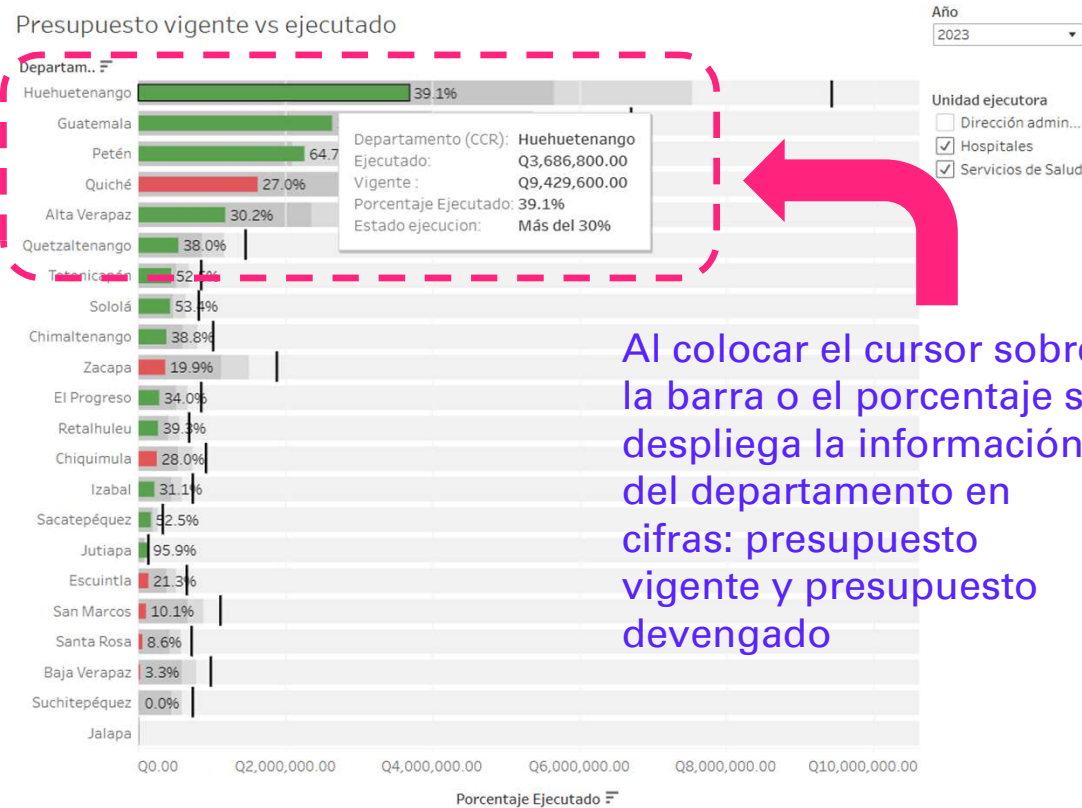 Presupuesto vigente vs ejecutado
Año
2023
Departam..
Unidad ejecutora
Dirección admin...
Hospitales
Servicios de Salud
Huehuetenango 39.1%
Guatemala
Petén 64.7
Quiché 27.0%
Alta Verapaz 30.2%
Quetzaltenango 38.0%
Totonicapán
Sololá 53.4%
Chimaltenango 38.8%
Zacapa 19.9%
El Progreso 34.0%
Retalhuleu 39.3%
Chiquimula 28.0%
Izabal 31.1%
Sacatepéquez 52.5%
Jutiapa 95.9%
Escuintla 21.3%
San Marcos 10.1%
Santa Rosa 8.6%
Baja Verapaz 3.3%
Suchitepéquez 0.0%
Jalapa
Departamento (CCR): Huehuetenango
Ejecutado: Q3,686,800.00
Vigente : Q9,429,600.00
Porcentaje Ejecutado: 39.1%
Estado ejecucion: Más del 30%
Al colocar el cursor sobre
la barra o el porcentaje s
despliega la información
del departamento en
cifras: presupuesto
vigente y presupuesto
devengado
Q0.00 Q2,000,000.00 Q4,000,000.00 Q6,000,000.00 Q8,000,000.00 Q10,000,000.00
Porcentaje Ejecutado